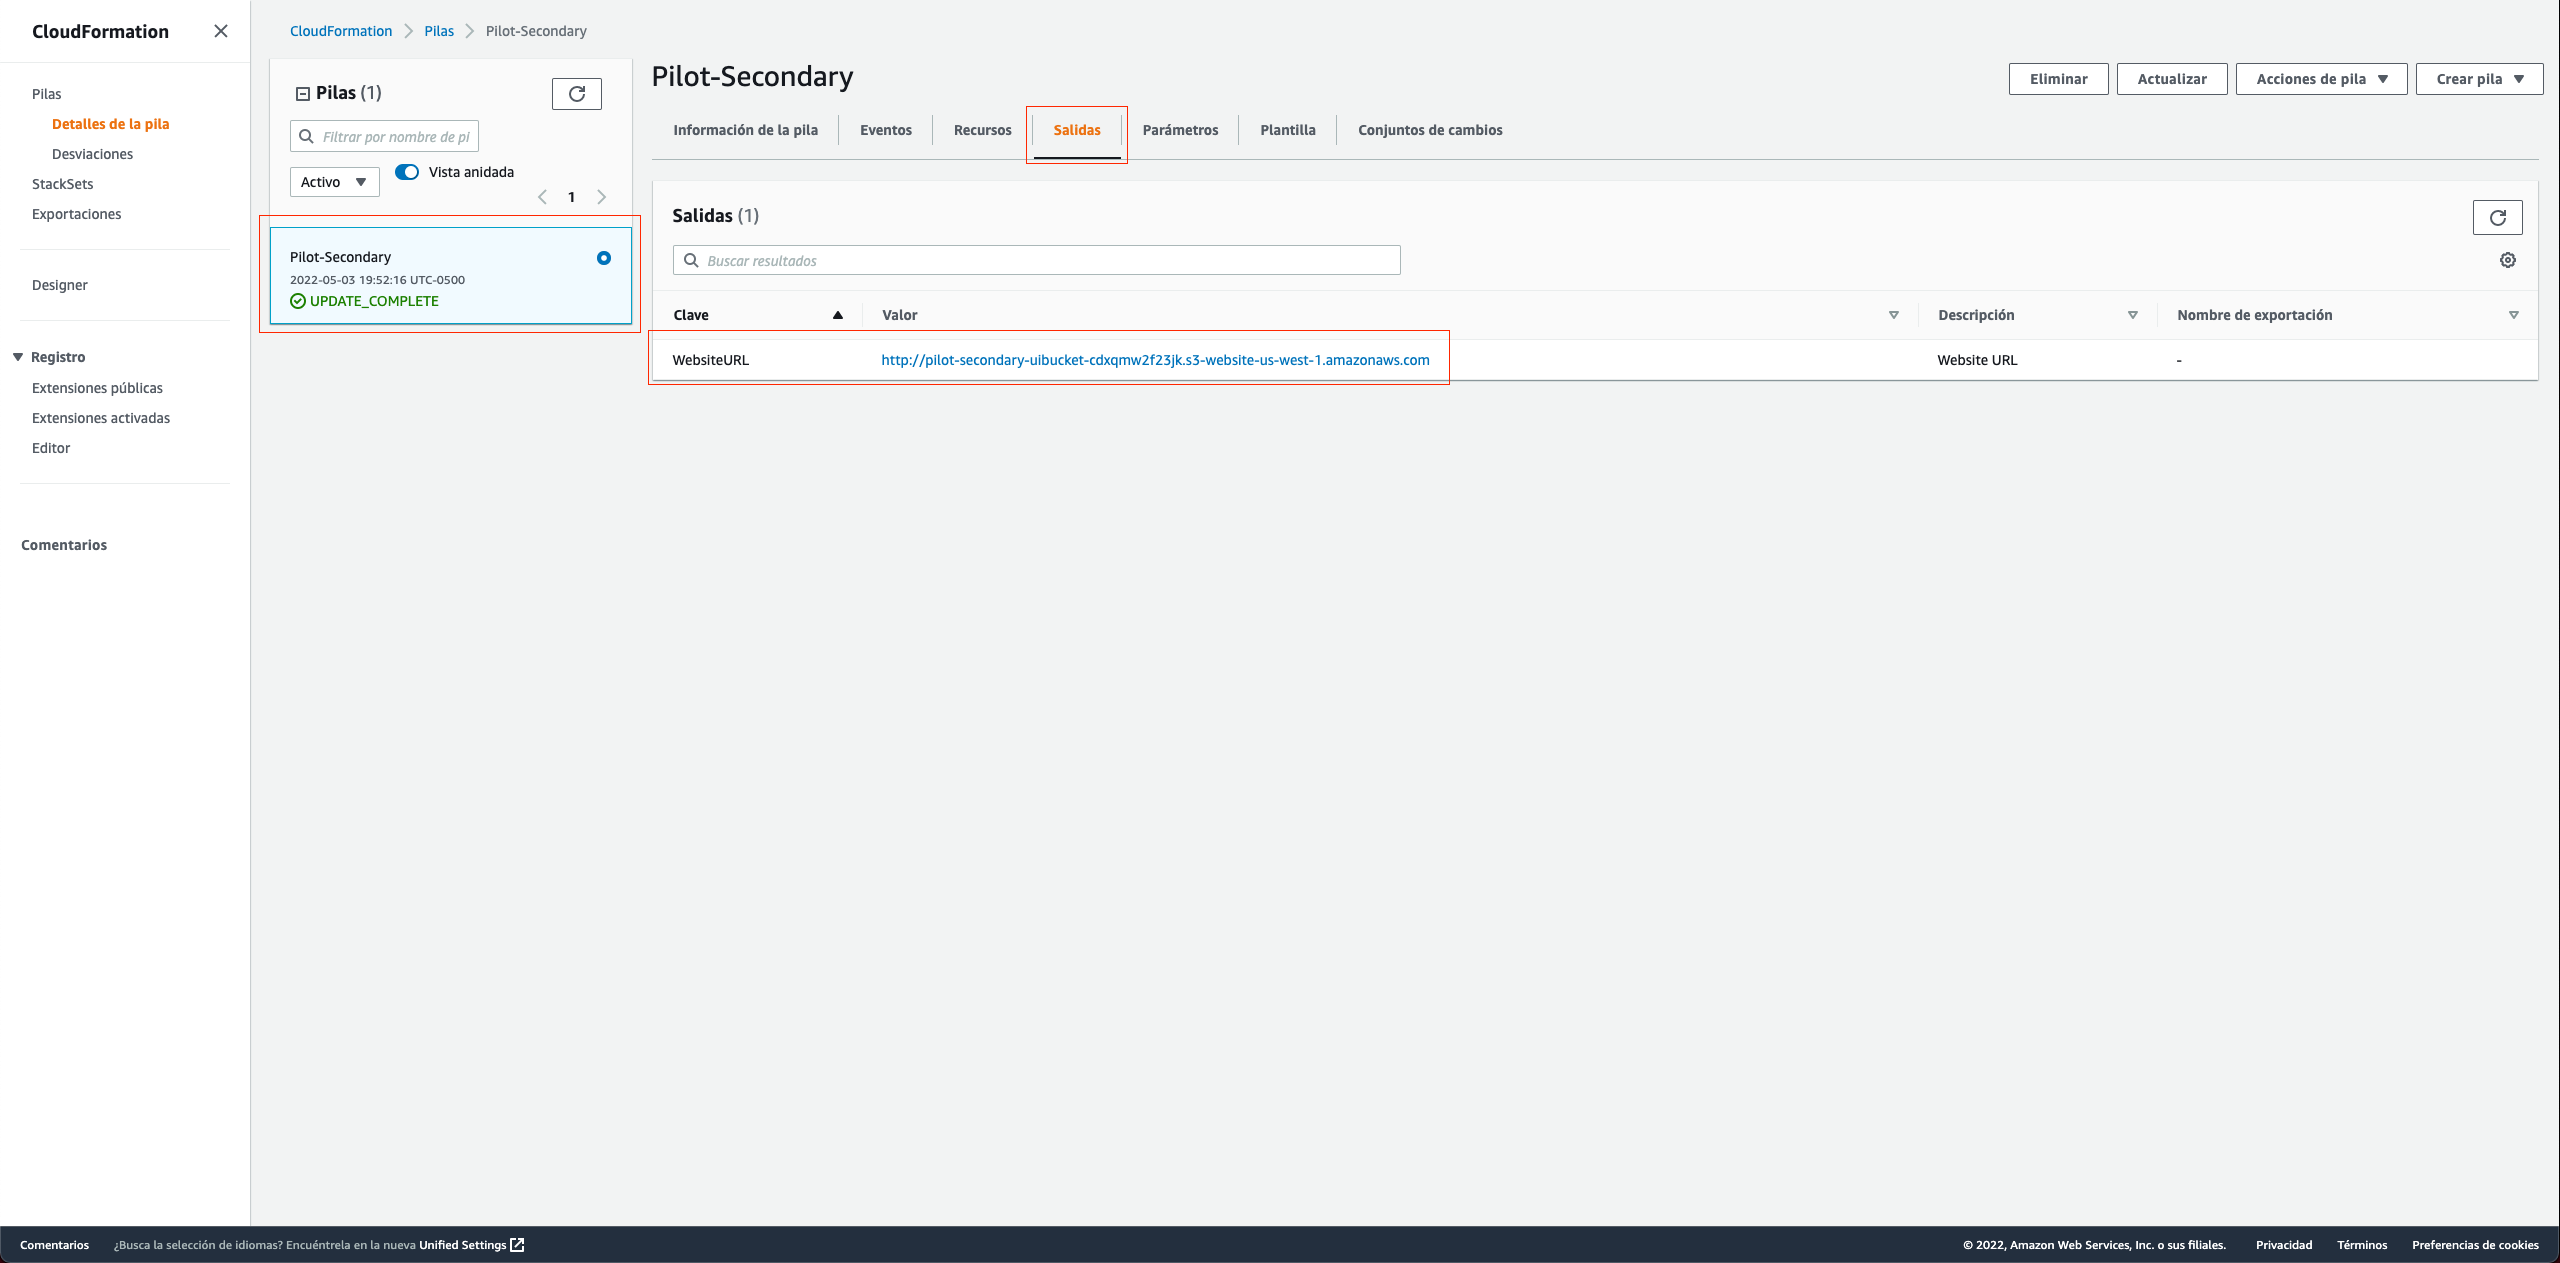 CloudFormation
Pilas
Detalles de la pila
Desviaciones
StackSets
Exportaciones
Designer
Registro
Extensiones públicas
Extensiones activadas
Editor
Comentarios
CloudFormation Pilas Pilot-Secondary
Pilas (1)
Filtrar por nombre de pi
Activo
Vista anidada
1
Pilot-Secondary
2022-05-03 19:52:16 UTC-0500
UPDATE_COMPLETE
Pilot-Secondary
Eliminar Actualizar Acciones de pila Crear pila
Información de la pila Eventos Recursos Salidas Parámetros Plantilla Conjuntos de cambios
Salidas (1)
Buscar resultados
Clave Valor Descripción Nombre de exportación
WebsiteURL http://pilot-secondary-uibucket-cdxqmw2f23jk.s3-website-us-west-1.amazonaws.com Website URL -
Comentarios ¿Busca la selección de idiomas? Encuéntrela en la nueva Unified Settings
© 2022, Amazon Web Services, Inc. o sus filiales. Privacidad Términos Preferencias de cookies